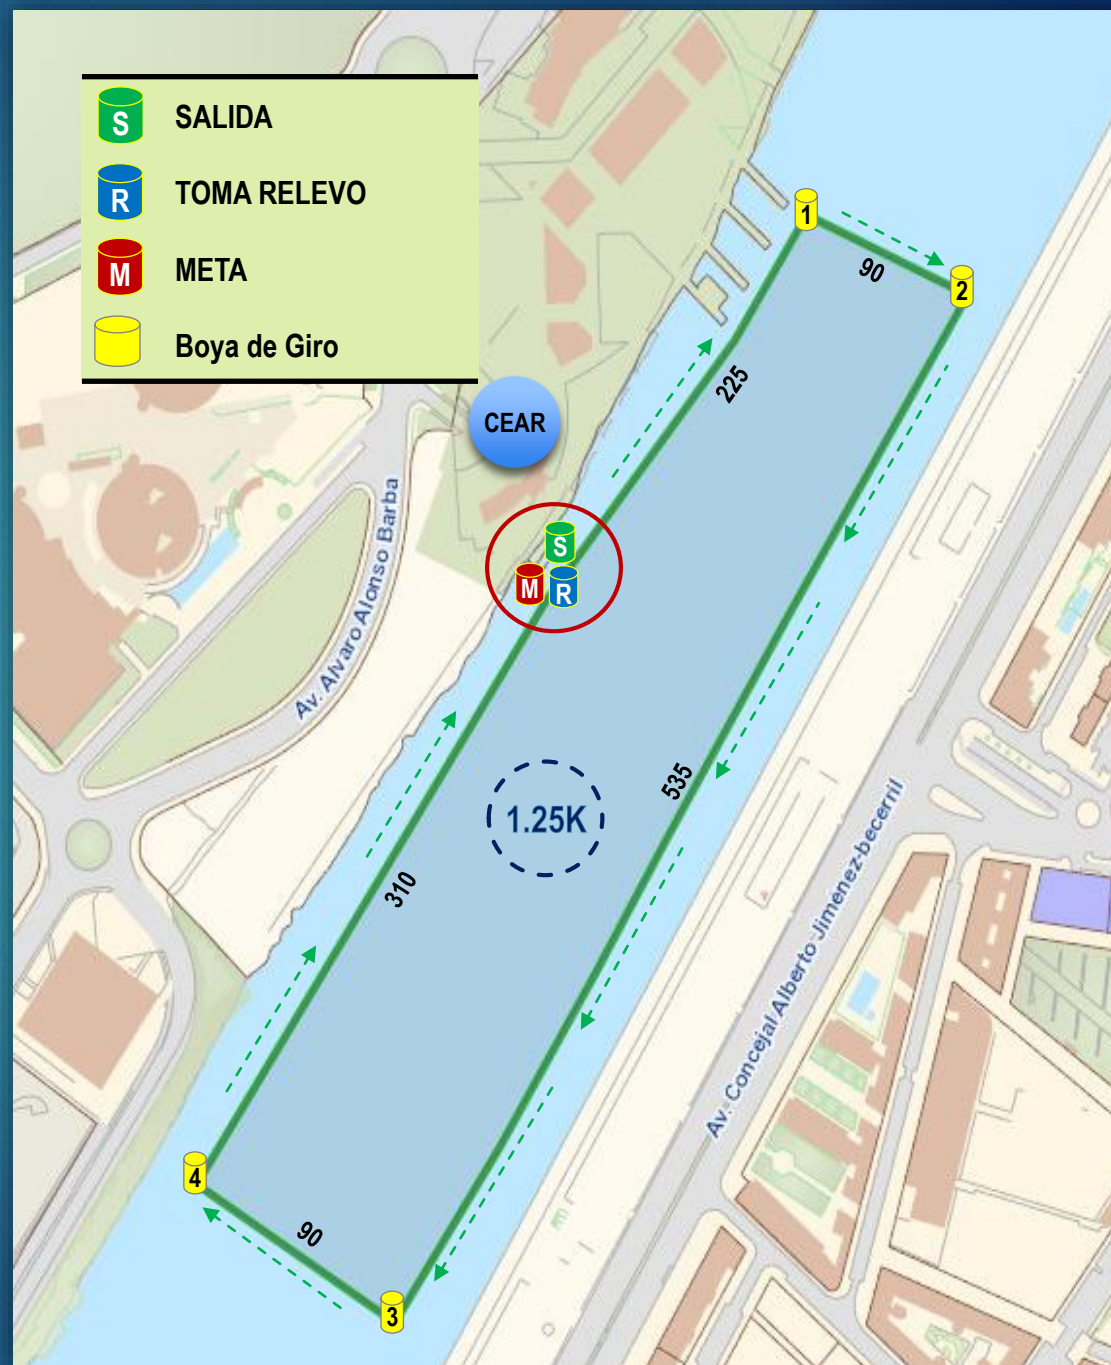 S SALIDA
R TOMA RELEVO
M META
Boya de Giro
1
90
2
225
CEAR
Av. Alvaro Alonso Barba
S
M R
535
1.25K
310
Av. Concejal Alberto Jimenez-becerril
4
90
3